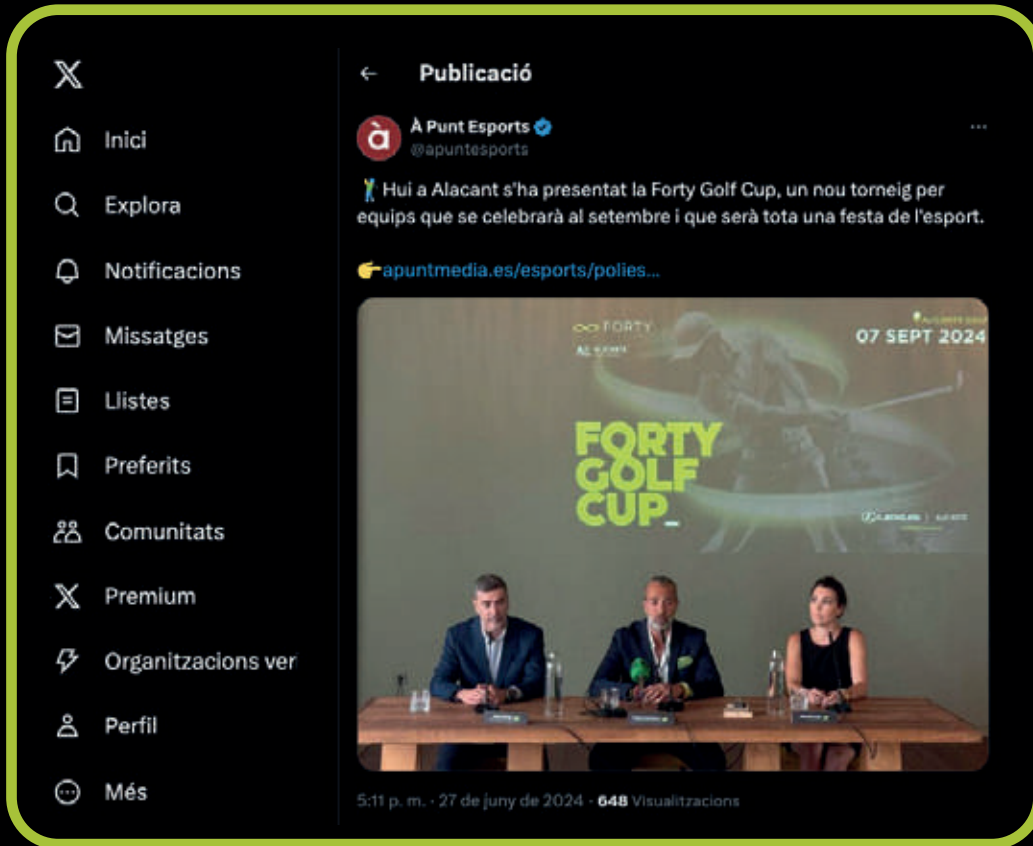 Inici
Explora
Notificacions
Missatges
Llistes
Preferits
Comunitats
Premium
Organitzacions ver
Perfil
Més
Publicació
À Punt Esports
@apuntesports
Hui a Alacant s'ha presentat la Forty Golf Cup, un nou torneig per
equips que se celebrarà al setembre i que serà tota una festa de l'esport.
apuntmedia.es/esports/polies...
FORTY
07 SEPT 2024
FORTY
GOLF
CUP_
5:11 p. m. · 27 de juny de 2024 · 648 Visualitzacions